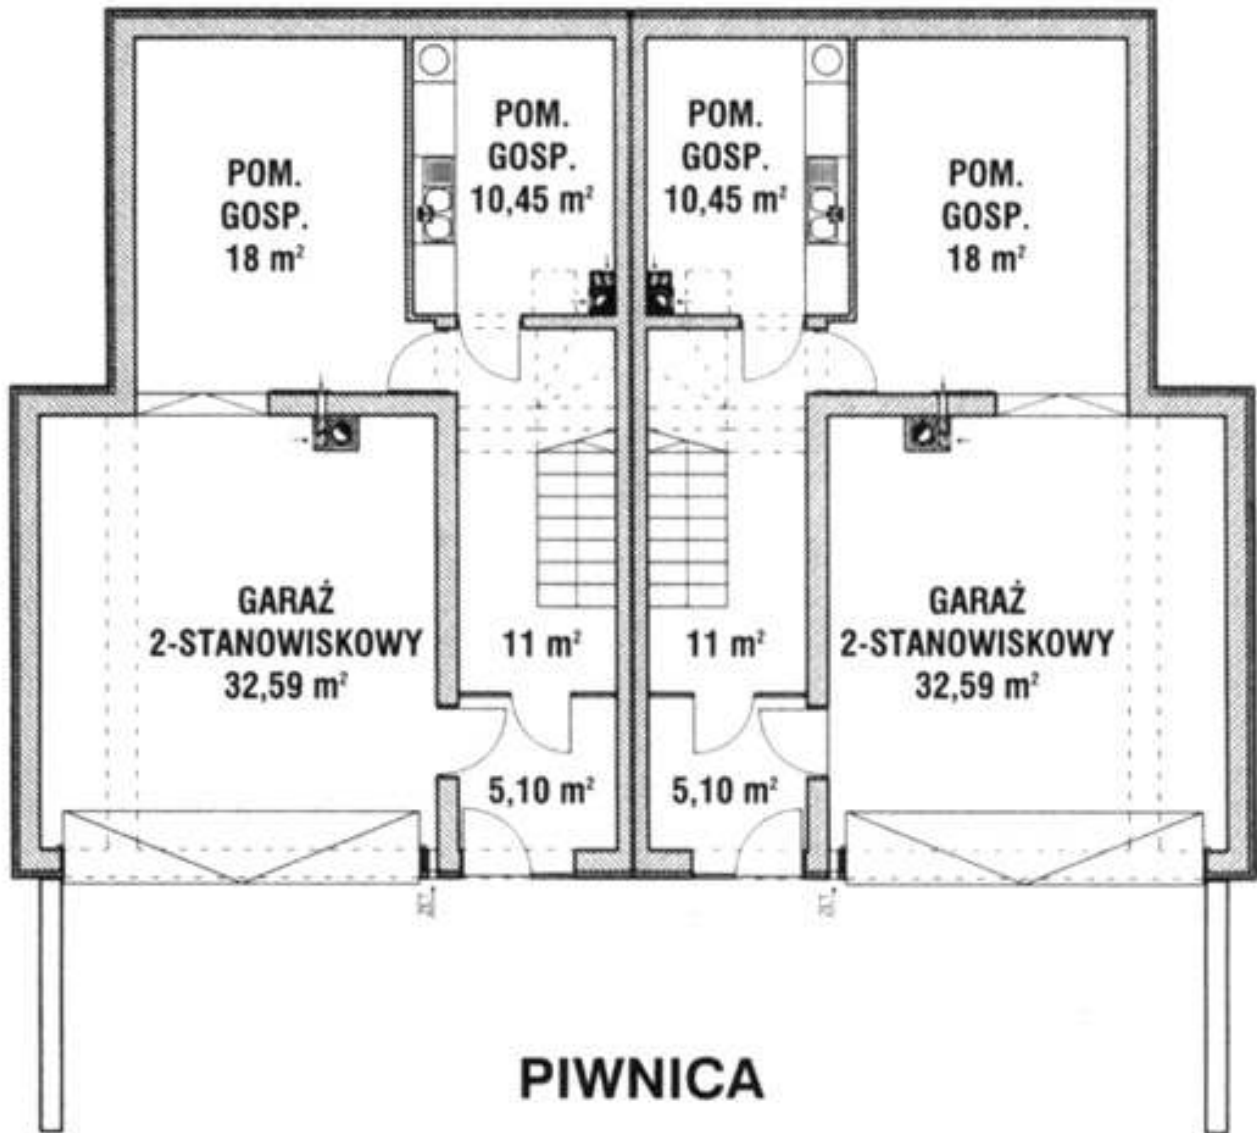 POM.
GOSP.
18 m²
POM.
GOSP.
10,45 m²
POM.
GOSP.
10,45 m²
POM.
GOSP.
18 m²
GARAŻ
2-STANOWISKOWY
32,59 m²
11 m²
11 m²
GARAŻ
2-STANOWISKOWY
32,59 m²
5,10 m²
5,10 m²
PIWNICA